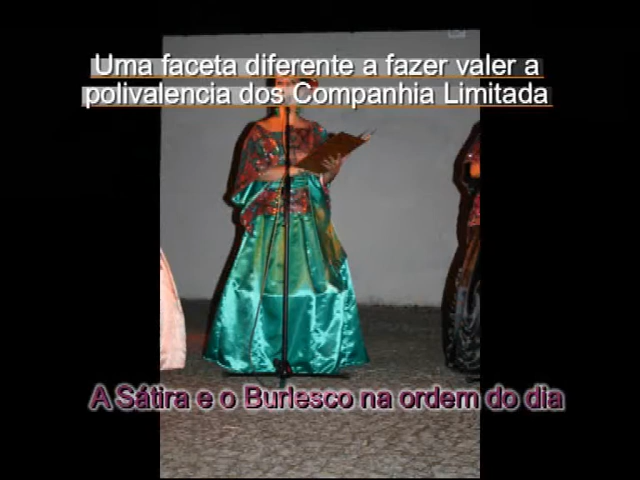 Uma faceta diferente a fazer valer a
polivalencia dos Companhia Limitada
A Sátira e o Burlesco na ordem do dia